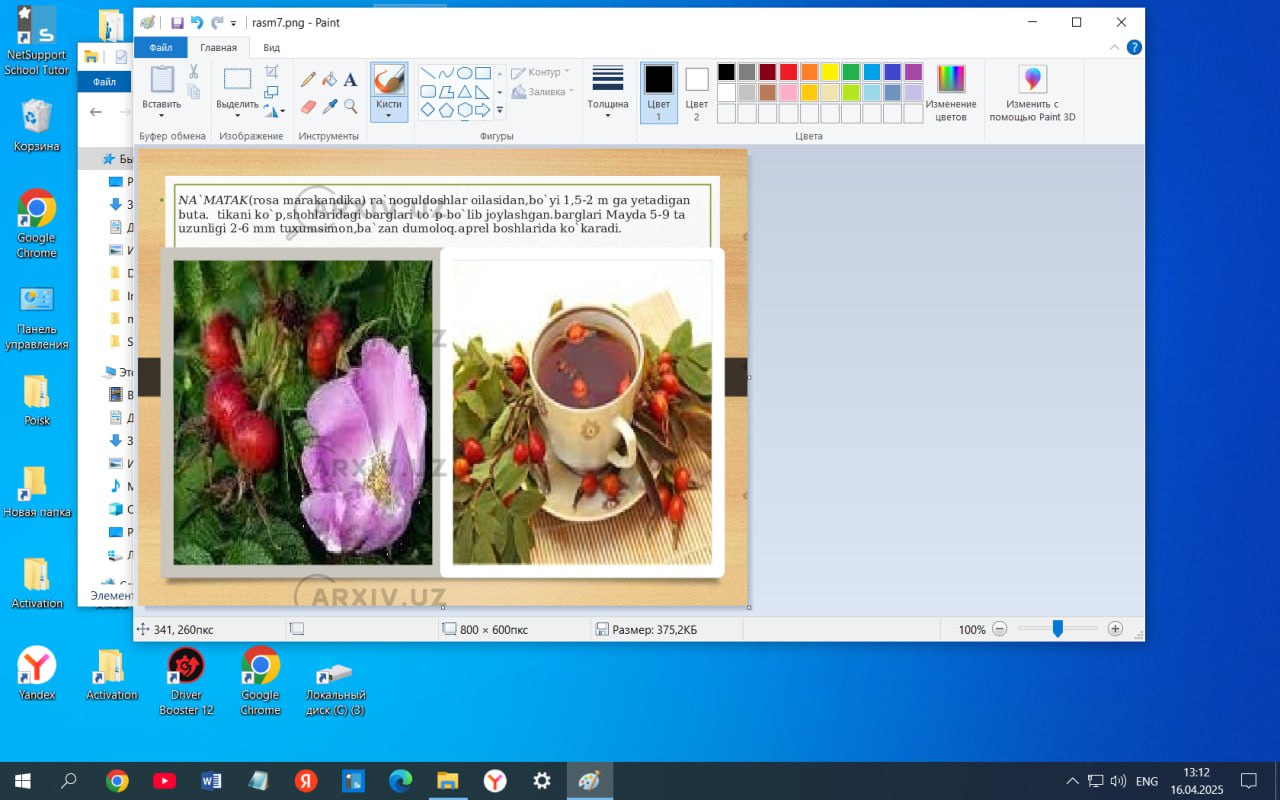 rasm7.png - Paint
Файл
Главная
Вид
Вставить
Буфер обмена
Выделить
Изображение
Инструменты
Кисти
Контур
Заливка
Фигуры
Толщина
Цвет
1
Цвет
2
Цвета
Изменение
цветов
Изменить с
помощью Paint 3D
NA`MATAK(rosa marakandika) ra`noguldoshlar oilasidan,bo`yi 1,5-2 m ga yetadigan
buta. tikani ko`p,shohlaridagi barglari to`p-bo`lib joylashgan.barglari Mayda 5-9 ta
uzunligi 2-6 mm tuxumsimon,ba`zan dumoloq.aprel boshlarida ko`karadi.
ARXIV.UZ
ARXIV.UZ
ARXIV.UZ
ARXIV.UZ
341, 260пкс
800 × 600пкс
Размер: 375,2КБ
100%
Файл
Бы
Это
Элемент
NetSupport
School Tutor
Корзина
Google
Chrome
Панель
управления
Poisk
Новая папка
Activation
Yandex
Activation
Driver
Booster 12
Google
Chrome
Локальный
диск (C) (3)
ENG
13:12
16.04.2025